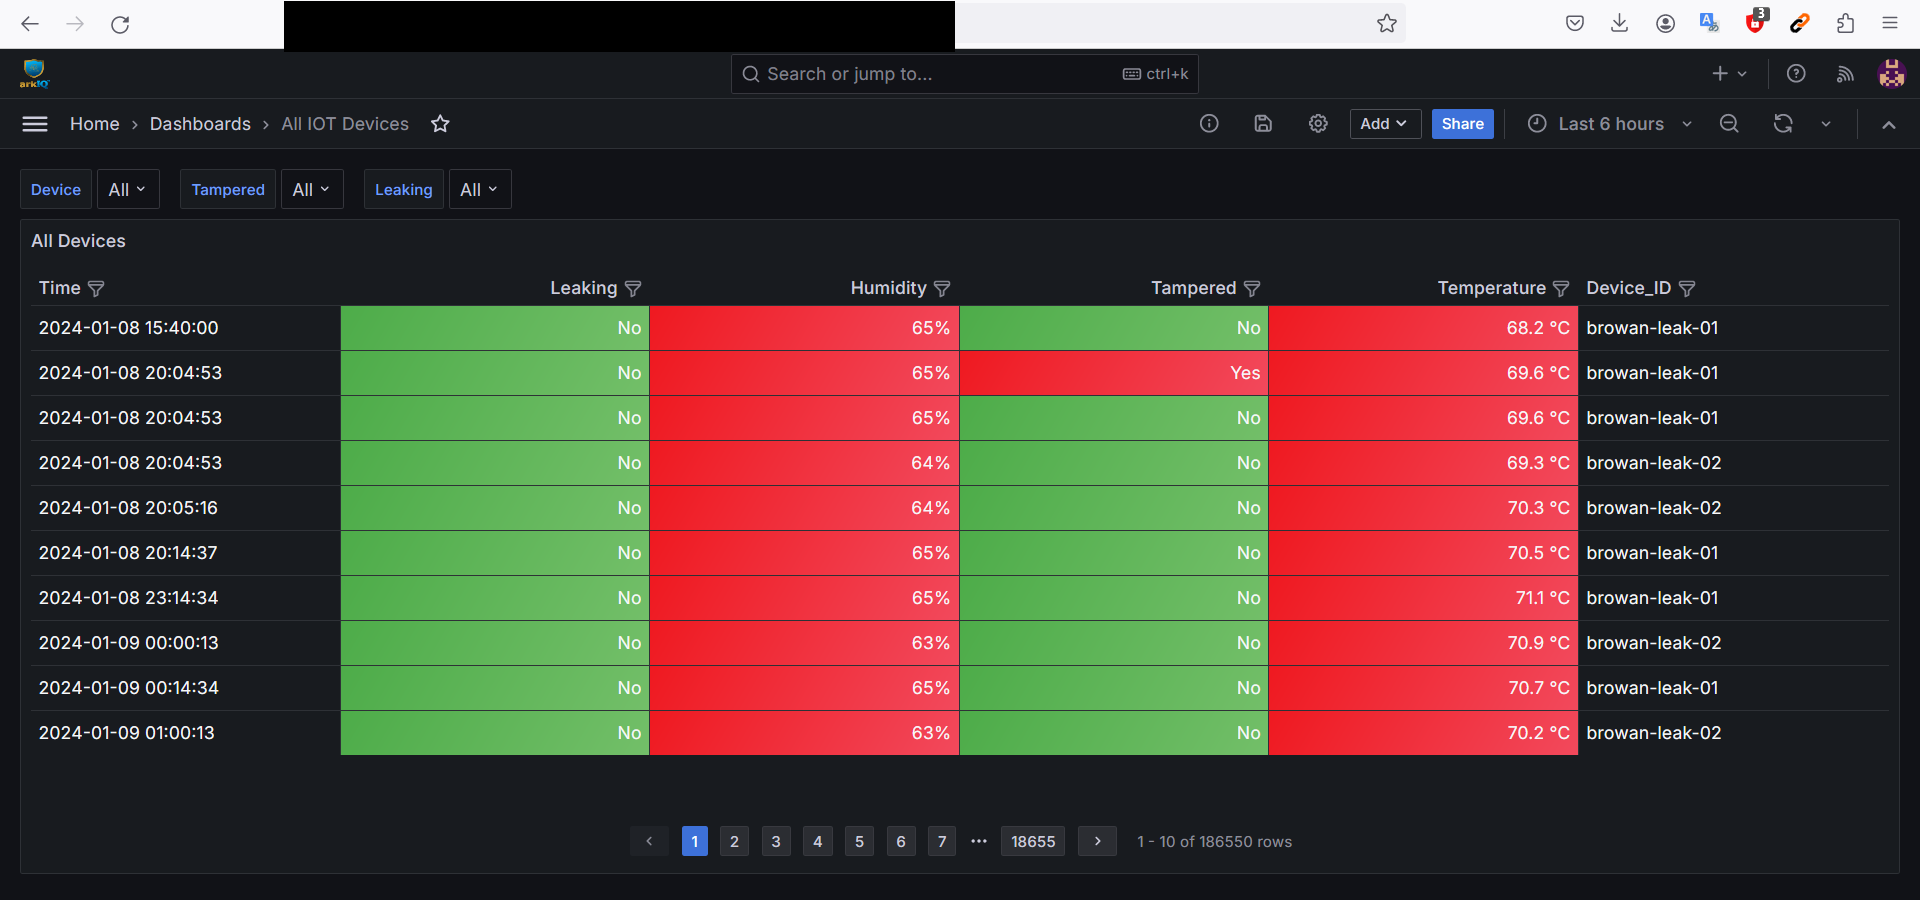 3
arkIQ
Search or jump to... ctrl+k
Home › Dashboards › All IOT Devices Add Share Last 6 hours
Device All Tampered All Leaking All
All Devices
Time Leaking Humidity Tampered Temperature Device_ID
2024-01-08 15:40:00 No 65% No 68.2 °C browan-leak-01
2024-01-08 20:04:53 No 65% Yes 69.6 °C browan-leak-01
2024-01-08 20:04:53 No 65% No 69.6 °C browan-leak-01
2024-01-08 20:04:53 No 64% No 69.3 °C browan-leak-02
2024-01-08 20:05:16 No 64% No 70.3 °C browan-leak-02
2024-01-08 20:14:37 No 65% No 70.5 °C browan-leak-01
2024-01-08 23:14:34 No 65% No 71.1 °C browan-leak-01
2024-01-09 00:00:13 No 63% No 70.9 °C browan-leak-02
2024-01-09 00:14:34 No 65% No 70.7 °C browan-leak-01
2024-01-09 01:00:13 No 63% No 70.2 °C browan-leak-02
‹ 1 2 3 4 5 6 7 ··· 18655 › 1 - 10 of 186550 rows